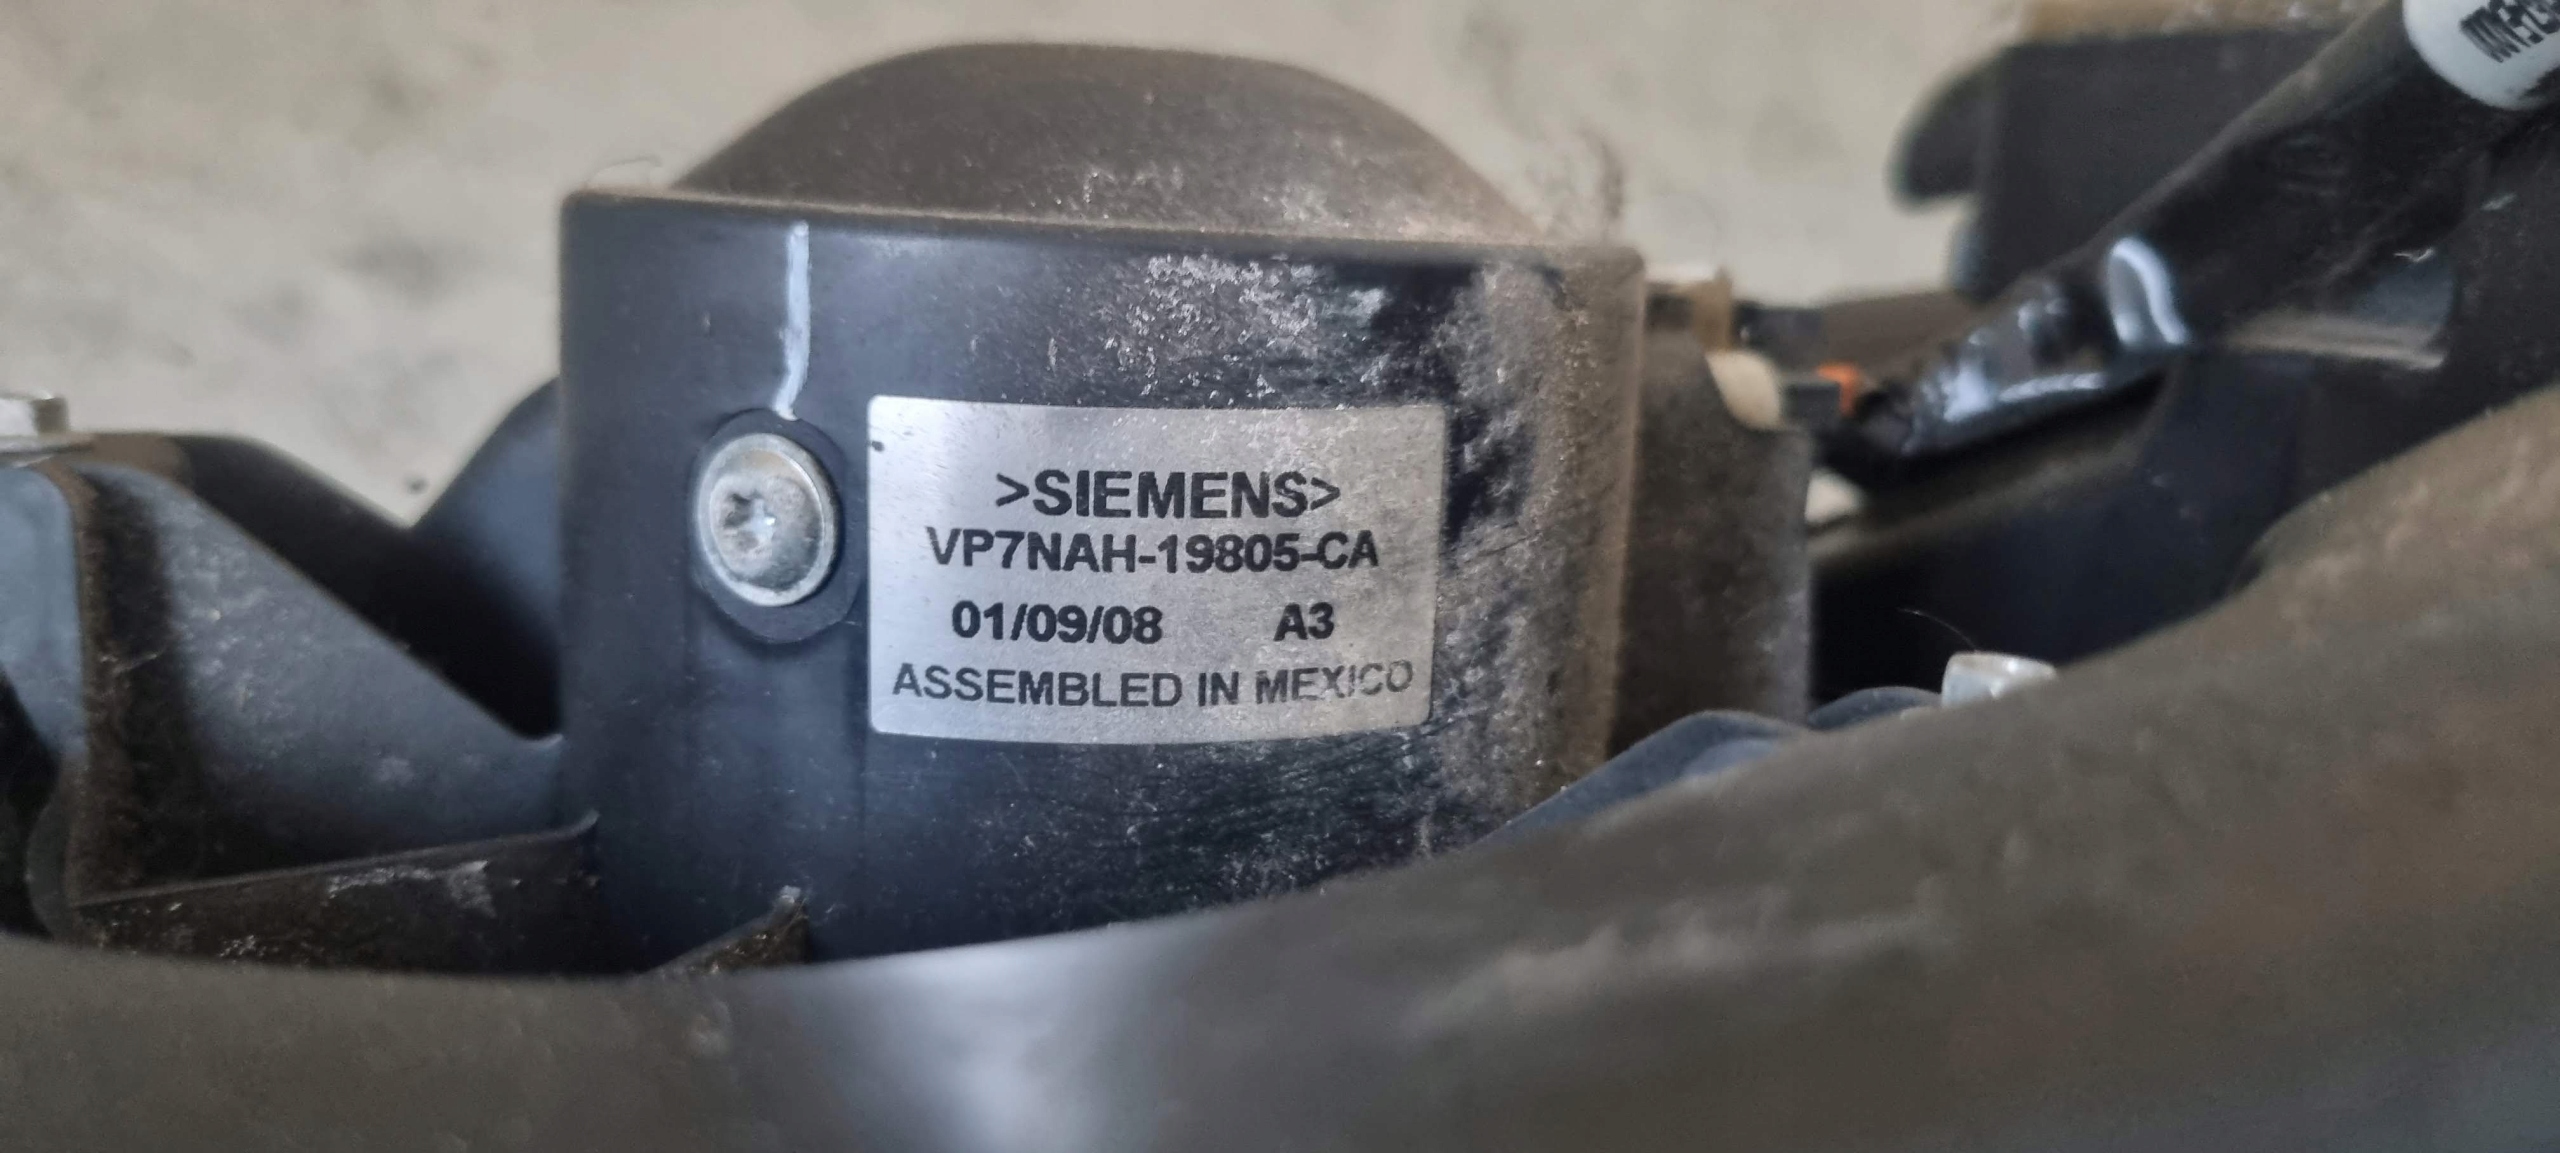 >SIEMENS>
VP7NAH-19805-CA
01/09/08 A3
ASSEMBLED IN MEXICO